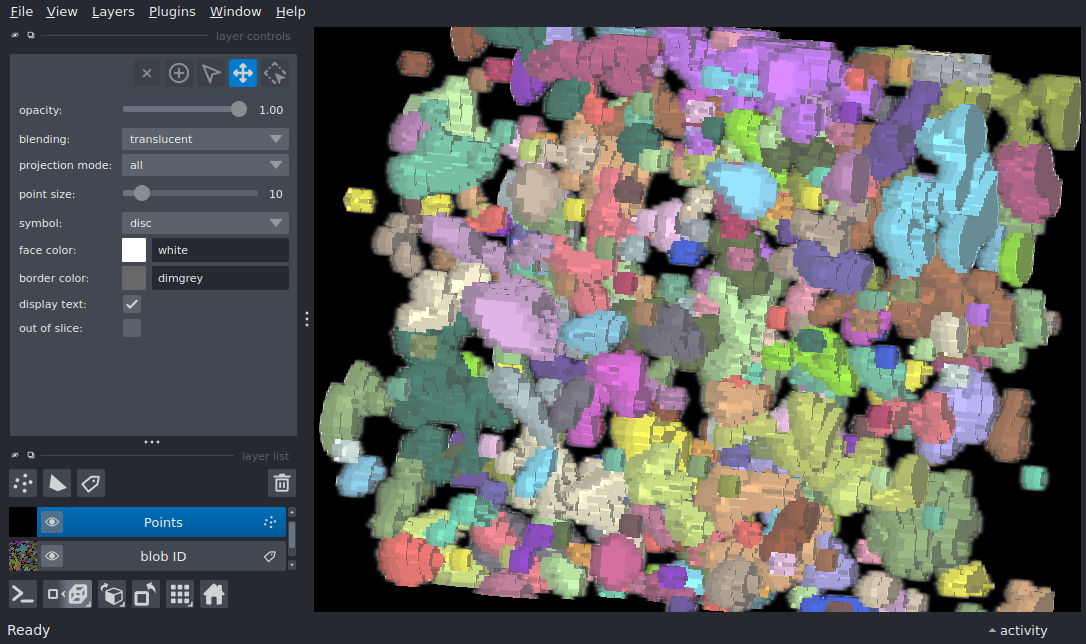 File View Layers Plugins Window Help
layer controls
opacity: 1.00
blending: translucent
projection mode: all
point size: 10
symbol: disc
face color: white
border color: dimgrey
display text:
out of slice:
layer list
Points
blob ID
Ready
activity